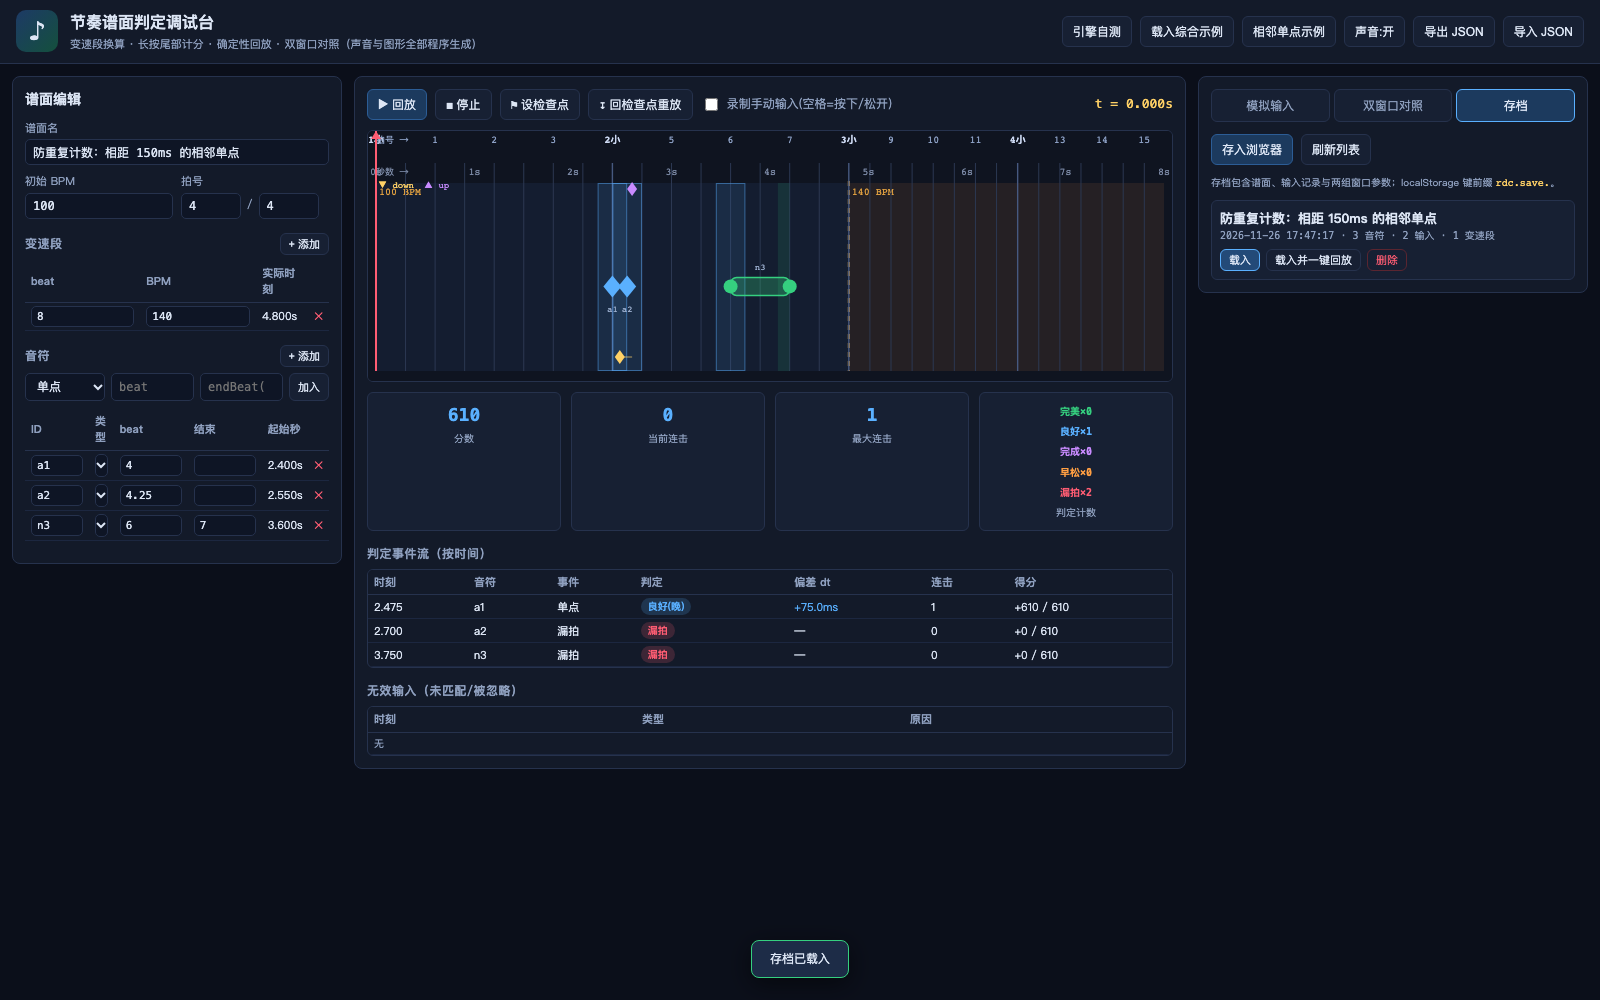 节奏谱面判定调试台
变速段换算 · 长按尾部计分 · 确定性回放 · 双窗口对照（声音与图形全部程序生成）
引擎自测
载入综合示例
相邻单点示例
声音:开
导出 JSON
导入 JSON
谱面编辑
谱面名
防重复计数：相距 150ms 的相邻单点
初始 BPM
拍号
100
4 / 4
变速段
+ 添加
beat BPM 实际时刻
8 140 4.800s ×
音符
+ 添加
单点 beat endBeat( 加入
ID 类型 beat 结束 起始秒
a1 4 2.400s ×
a2 4.25 2.550s ×
n3 6 7 3.600s ×
▶ 回放
■ 停止
⚑ 设检查点
↧ 回检查点重放
录制手动输入(空格=按下/松开)
t = 0.000s
1 2 3 2小 5 6 7 3小 9 10 11 4小 13 14 15
秒数 → 1s 2s 3s 4s 5s 6s 7s 8s
down up
100 BPM
140 BPM
n3
a1 a2
610
分数
0
当前连击
1
最大连击
完美×0
良好×1
完成×0
早松×0
漏拍×2
判定计数
判定事件流（按时间）
时刻 音符 事件 判定 偏差 dt 连击 得分
2.475 a1 单点 良好(晚) +75.0ms 1 +610 / 610
2.700 a2 漏拍 漏拍 — 0 +0 / 610
3.750 n3 漏拍 漏拍 — 0 +0 / 610
无效输入（未匹配/被忽略）
时刻 类型 原因
无
模拟输入
双窗口对照
存档
存入浏览器
刷新列表
存档包含谱面、输入记录与两组窗口参数；localStorage 键前缀 rdc.save.。
防重复计数：相距 150ms 的相邻单点
2026-11-26 17:47:17 · 3 音符 · 2 输入 · 1 变速段
载入
载入并一键回放
删除
存档已载入